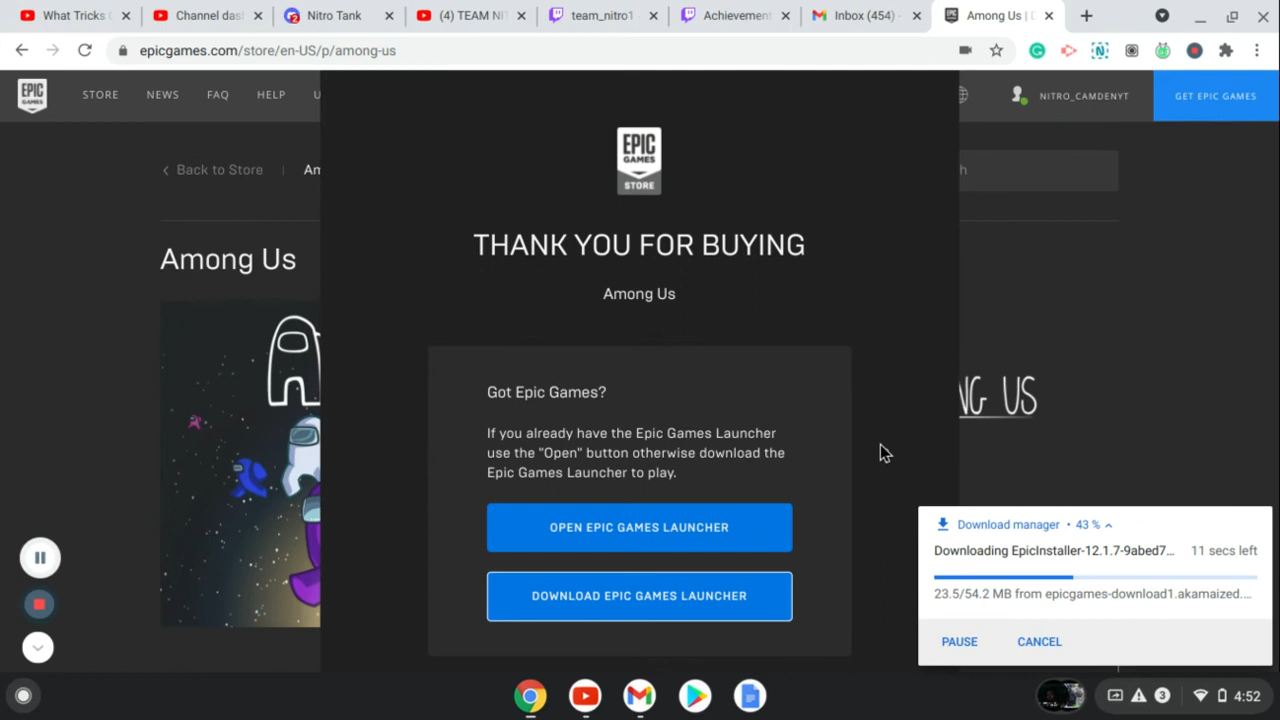 What Tricks C
Channel das
Nitro Tank
(4) TEAM NI
team_nitro1
Achievemen
Inbox (454) -
Among Us | D
epicgames.com/store/en-US/p/among-us
EPIC GAMES
STORE
NEWS
FAQ
HELP
U
NITRO_CAMDENYT
GET EPIC GAMES
Back to Store
Am
h
EPIC
GAMES
STORE
THANK YOU FOR BUYING
Among Us
Among Us
NG US
Got Epic Games?
If you already have the Epic Games Launcher
use the "Open" button otherwise download the
Epic Games Launcher to play.
OPEN EPIC GAMES LAUNCHER
DOWNLOAD EPIC GAMES LAUNCHER
Download manager • 43 %
Downloading EpicInstaller-12.1.7-9abed7... 11 secs left
23.5/54.2 MB from epicgames-download1.akamaized....
PAUSE
CANCEL
3
4:52